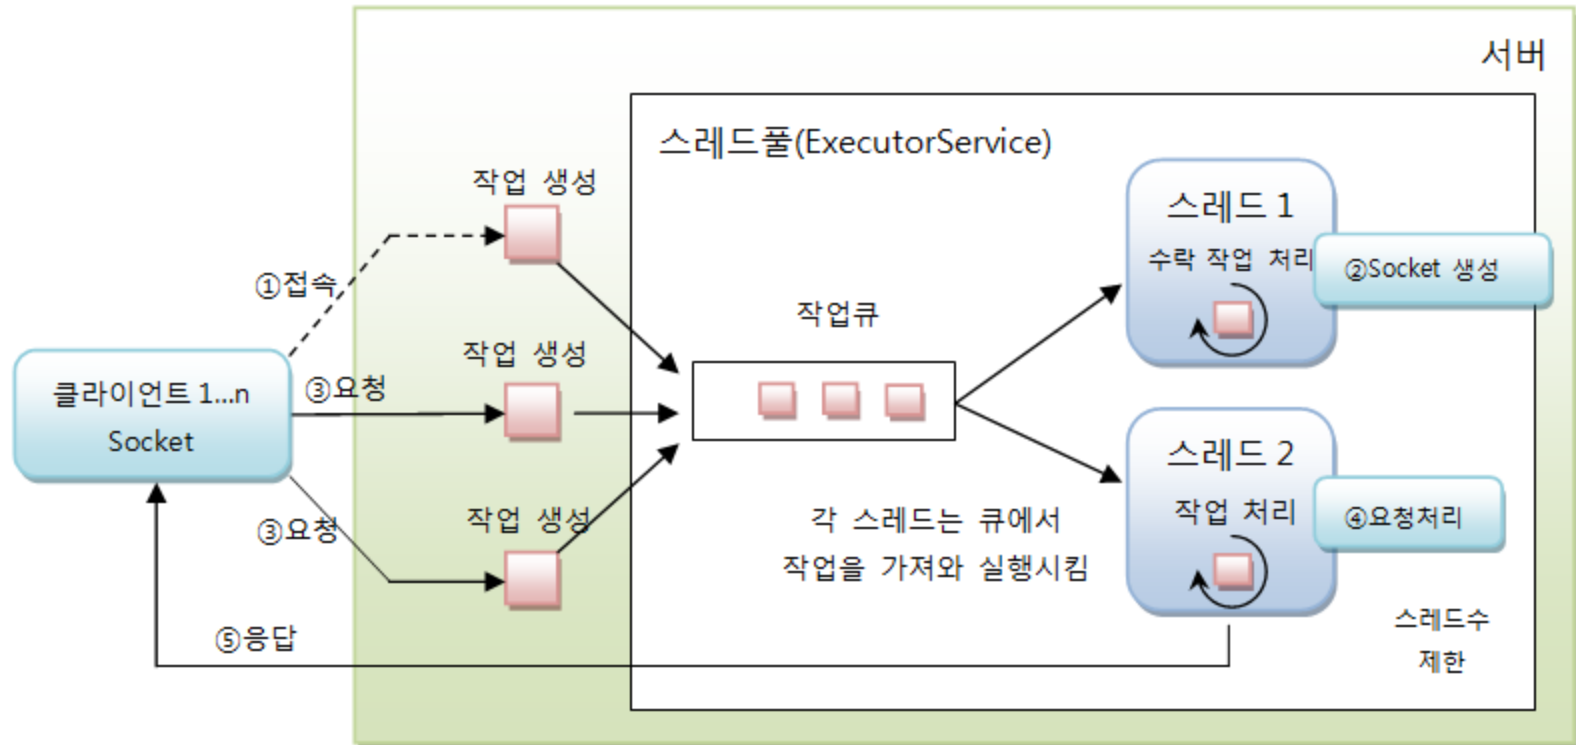 서버
스레드풀(ExecutorService)
작업 생성
스레드 1
수락 작업 처리
②Socket 생성
①접속
작업큐
작업 생성
클라이언트 1...n
Socket
③요청
스레드 2
작업 처리
④요청처리
작업 생성
③요청
각 스레드는 큐에서
작업을 가져와 실행시킴
스레드수
제한
⑤응답